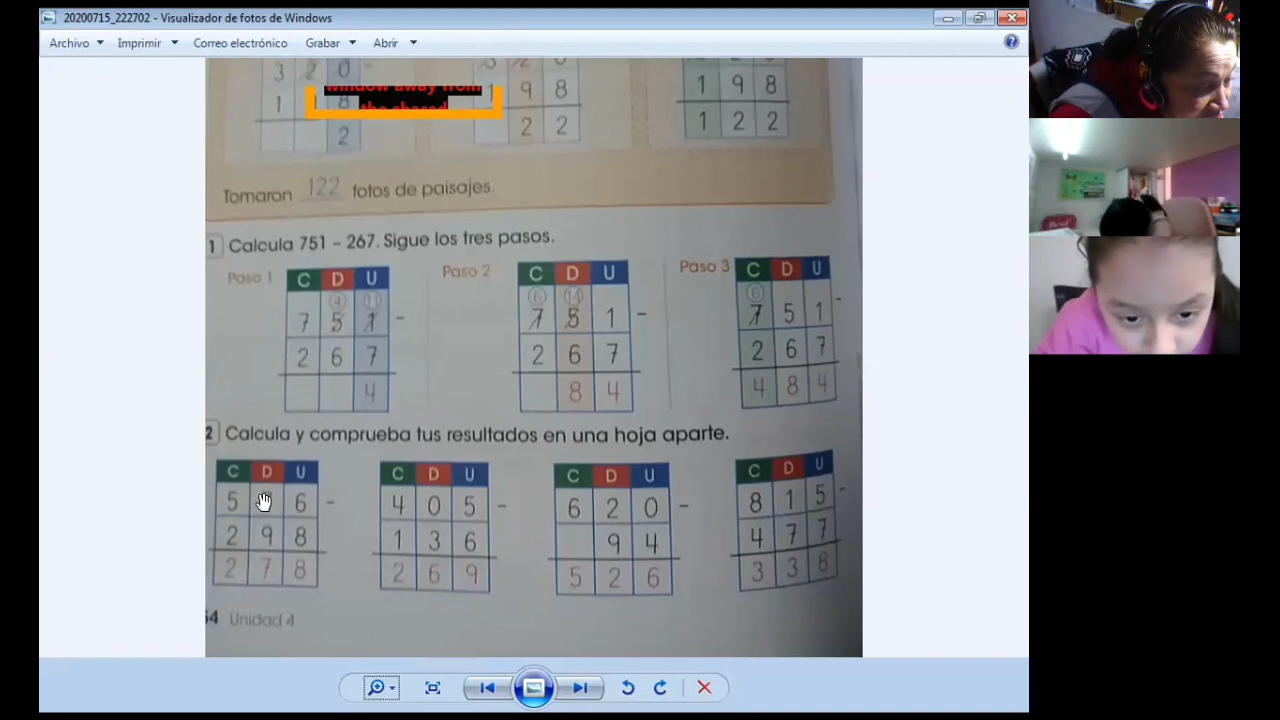 20200715_222702 - Visualizador de fotos de Windows
Archivo Imprimir Correo electrónico Grabar Abrir
window away from
the shared
3 2 0 -
1 8
2
1 9 8
2 2
1 9 8
1 2 2
Tomaron 122 fotos de paisajes.
1 Calcula 751 – 267. Sigue los tres pasos.
Paso 1
C D U
4 11
7 5 1 -
2 6 7
4
Paso 2
C D U
6 14
7 5 1 -
2 6 7
8 4
Paso 3
C D U
6
7 5 1 -
2 6 7
4 8 4
2 Calcula y comprueba tus resultados en una hoja aparte.
C D U
5 6 -
2 9 8
2 7 8
C D U
4 0 5 -
1 3 6
2 6 9
C D U
6 2 0 -
9 4
5 2 6
C D U
8 1 5 -
4 7 7
3 3 8
64 Unidad 4